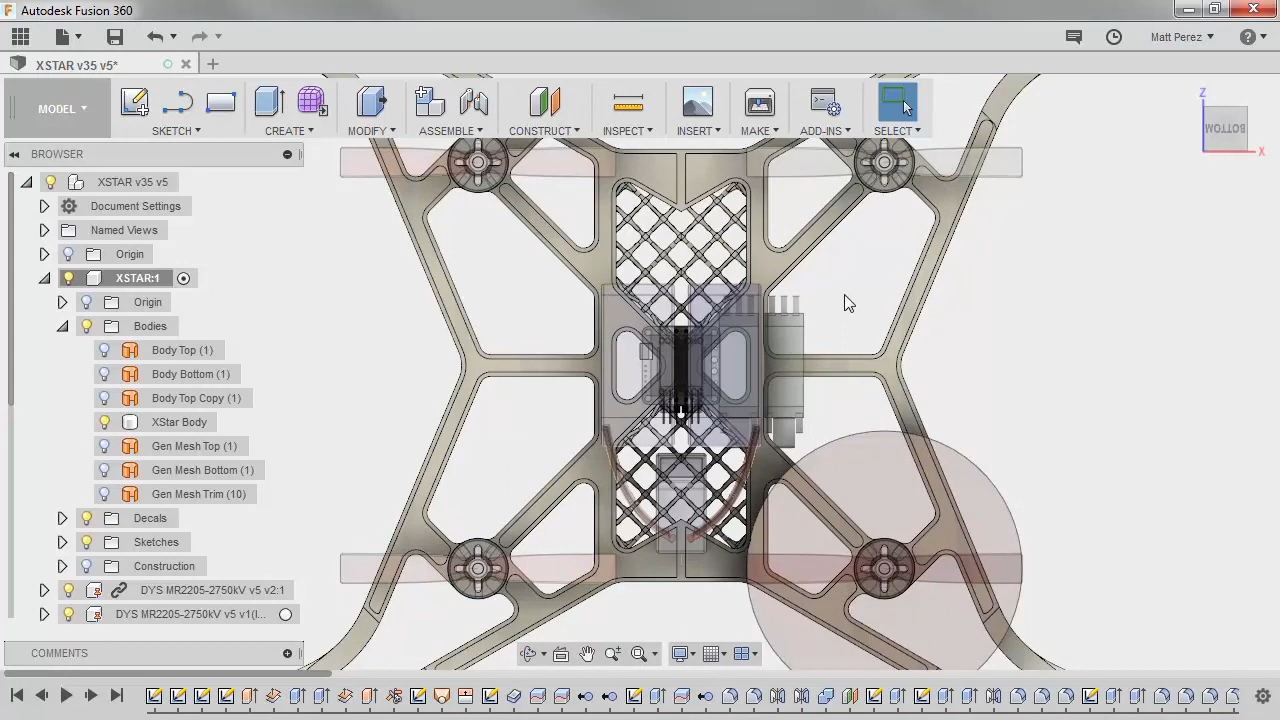 Autodesk Fusion 360
Matt Perez
XSTAR v35 v5*
MODEL
SKETCH
CREATE
MODIFY
ASSEMBLE
CONSTRUCT
INSPECT
INSERT
MAKE
ADD-INS
SELECT
Z
BOTTOM
X
BROWSER
XSTAR v35 v5
Document Settings
Named Views
Origin
XSTAR:1
Origin
Bodies
Body Top (1)
Body Bottom (1)
Body Top Copy (1)
XStar Body
Gen Mesh Top (1)
Gen Mesh Bottom (1)
Gen Mesh Trim (10)
Decals
Sketches
Construction
DYS MR2205-2750kV v5 v2:1
DYS MR2205-2750kV v5 v1(I...
COMMENTS